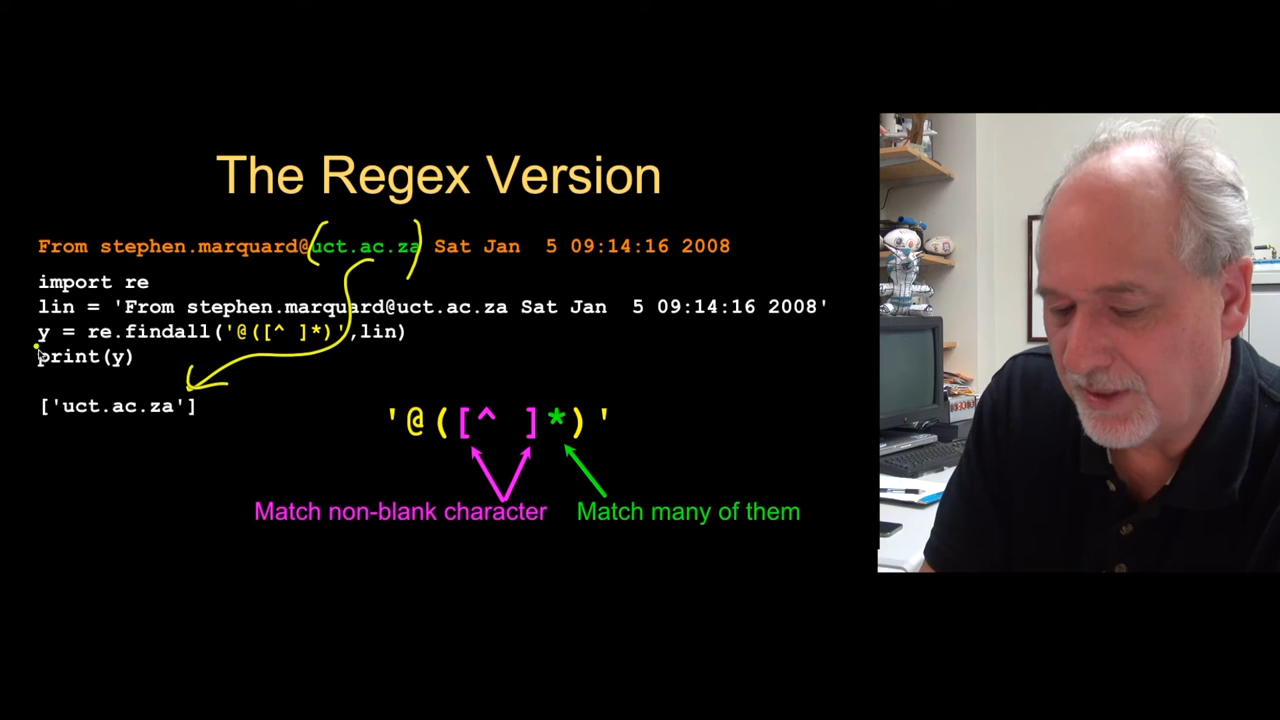 The Regex Version
From stephen.marquard@uct.ac.za Sat Jan  5 09:14:16 2008
import re
lin = 'From stephen.marquard@uct.ac.za Sat Jan  5 09:14:16 2008'
y = re.findall('@([^ ]*)',lin)
print(y)
['uct.ac.za']
'@([^ ]*)'
Match non-blank character
Match many of them